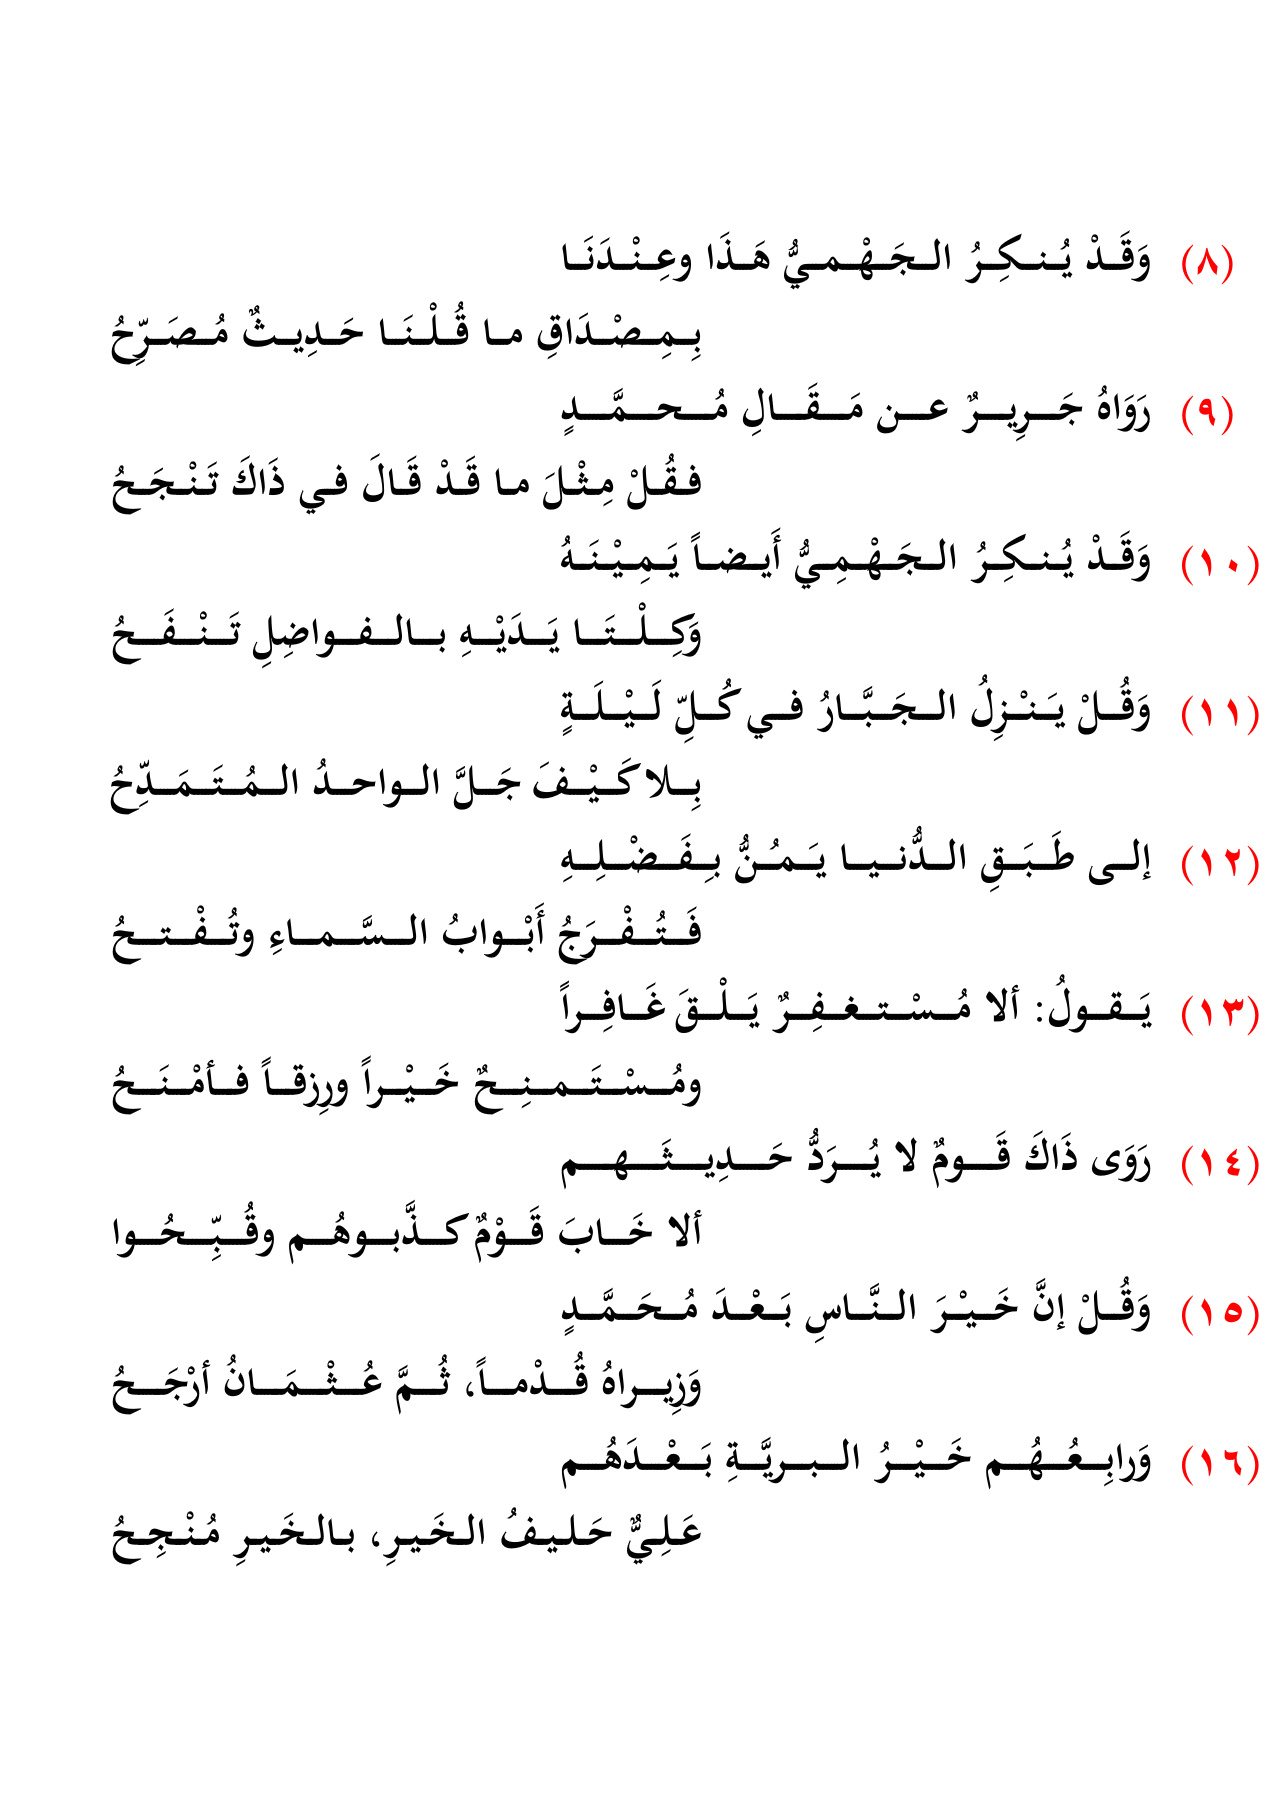 (٨) وَقَدْ يُنكِرُ الجَهْميُّ هَذَا وعِنْدَنَا
بِمِصْدَاقِ ما قُلْنَا حَدِيثٌ مُصَرِّحُ
(٩) رَوَاهُ جَرِيرٌ عن مَقَالِ مُحمَّدٍ
فقُلْ مِثْلَ ما قَدْ قَالَ في ذَاكَ تَنْجَحُ
(١٠) وَقَدْ يُنكِرُ الجَهْمِيُّ أَيضاً يَمِيْنَهُ
وَكِلْتَا يَدَيْهِ بالفواضِلِ تَنْفَحُ
(١١) وَقُلْ يَنْزِلُ الجَبَّارُ في كُلِّ لَيْلَةٍ
بِلا كَيْفَ جَلَّ الواحدُ المُتَمَدِّحُ
(١٢) إلى طَبَقِ الدُّنيا يَمُنُّ بِفَضْلِهِ
فَتُفْرَجُ أَبْوابُ السَّماءِ وتُفْتحُ
(١٣) يَقولُ: ألا مُسْتغفِرٌ يَلْقَ غَافِراً
ومُسْتَمنِحٌ خَيْراً ورِزقاً فأمْنَحُ
(١٤) رَوَى ذَاكَ قَومٌ لا يُرَدُّ حَدِيثَهم
ألا خَابَ قَوْمٌ كذَّبوهُم وقُبِّحُوا
(١٥) وَقُلْ إنَّ خَيْرَ النَّاسِ بَعْدَ مُحَمَّدٍ
وَزِيراهُ قُدْماً، ثُمَّ عُثْمَانُ أرْجَحُ
(١٦) وَرابِعُهُم خَيْرُ البريَّةِ بَعْدَهُم
عَلِيٌّ حَليفُ الخَيرِ، بالخَيرِ مُنْجِحُ